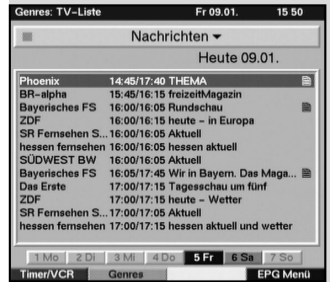 Genres: TV-Liste Fr 09.01. 15 50
Nachrichten
Heute 09.01.
Phoenix 14:45/17:40 THEMA
BR-alpha 15:45/16:15 freizeitMagazin
Bayerisches FS 16:00/16:05 Rundschau
ZDF 16:00/16:15 heute - in Europa
SR Fernsehen S... 16:00/16:05 Aktuell
hessen fernsehen 16:00/16:05 hessen aktuell
SÜDWEST BW 16:00/16:05 Aktuell
Bayerisches FS 16:05/17:45 Wir in Bayern. Das Maga...
Das Erste 17:00/17:15 Tagesschau um fünf
ZDF 17:00/17:15 heute - Wetter
SR Fernsehen S... 17:00/17:05 Aktuell
hessen fernsehen 17:00/17:15 hessen aktuell und wetter
1 Mo 2 Di 3 Mi 4 Do 5 Fr 6 Sa 7 So
Timer/VCR Genres EPG Menü